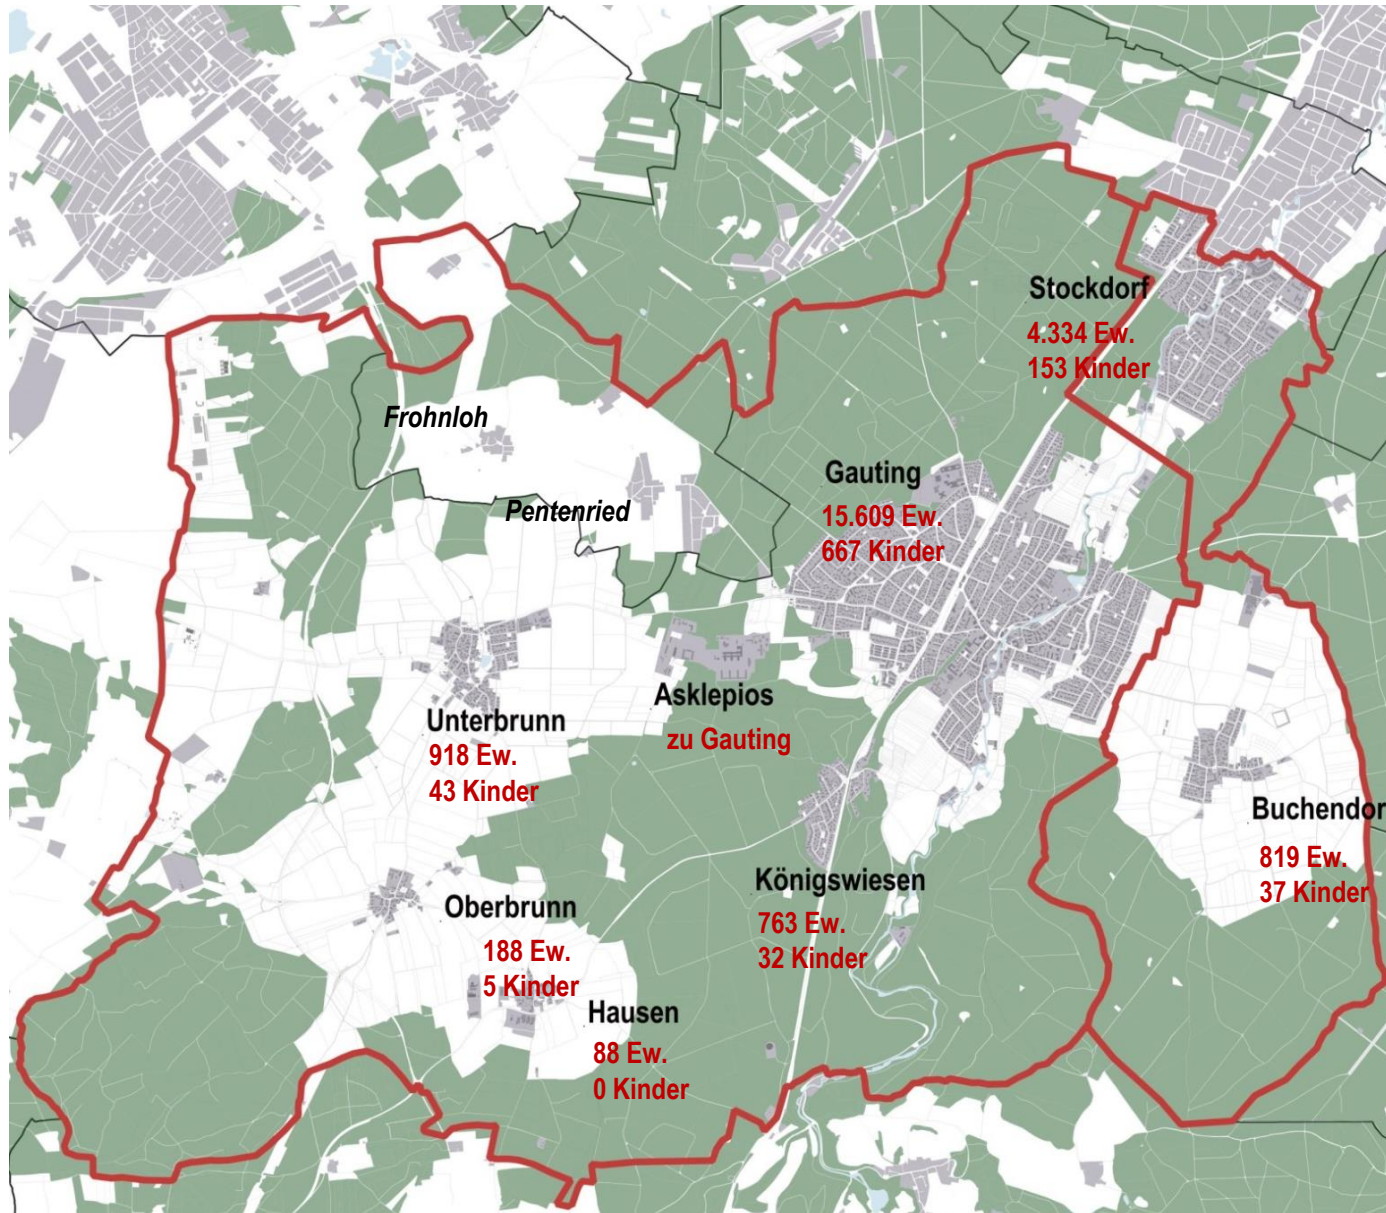 Stockdorf
4.334 Ew.
153 Kinder
Frohnloh
Gauting
15.609 Ew.
667 Kinder
Pentenried
Asklepios
zu Gauting
Unterbrunn
918 Ew.
43 Kinder
Buchendor
819 Ew.
37 Kinder
Königswiesen
763 Ew.
32 Kinder
Oberbrunn
188 Ew.
5 Kinder
Hausen
88 Ew.
0 Kinder